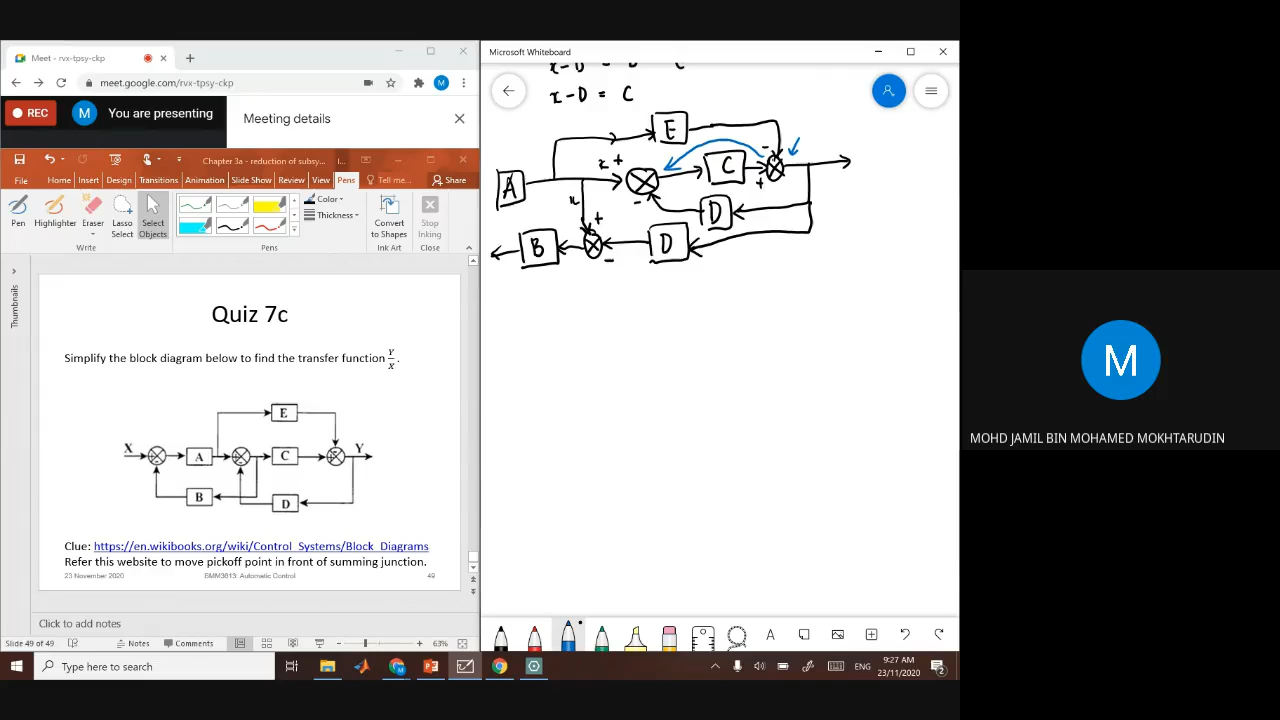 Meet - rvx-tpsy-ckp
meet.google.com/rvx-tpsy-ckp
REC
M
You are presenting
Meeting details
Chapter 3a - reduction of subsy...
File
Home
Insert
Design
Transitions
Animation
Slide Show
Review
View
Pens
Tell me...
Share
Pen
Highlighter
Eraser
Lasso Select
Select Objects
Color
Thickness
Convert to Shapes
Stop Inking
Write
Pens
Close
Thumbnails
Quiz 7c
Simplify the block diagram below to find the transfer function Y/X.
E
X
A
C
Y
B
D
Clue: https://en.wikibooks.org/wiki/Control_Systems/Block_Diagrams
Refer this website to move pickoff point in front of summing junction.
23 November 2020
BMM3813: Automatic Control
49
Click to add notes
Slide 49 of 49
Notes
Comments
63%
Microsoft Whiteboard
x-D = C
E
-
x +
C
A
+
-
D
x
+
B
D
-
M
MOHD JAMIL BIN MOHAMED MOKHTARUDIN
Type here to search
ENG
9:27 AM
23/11/2020
2